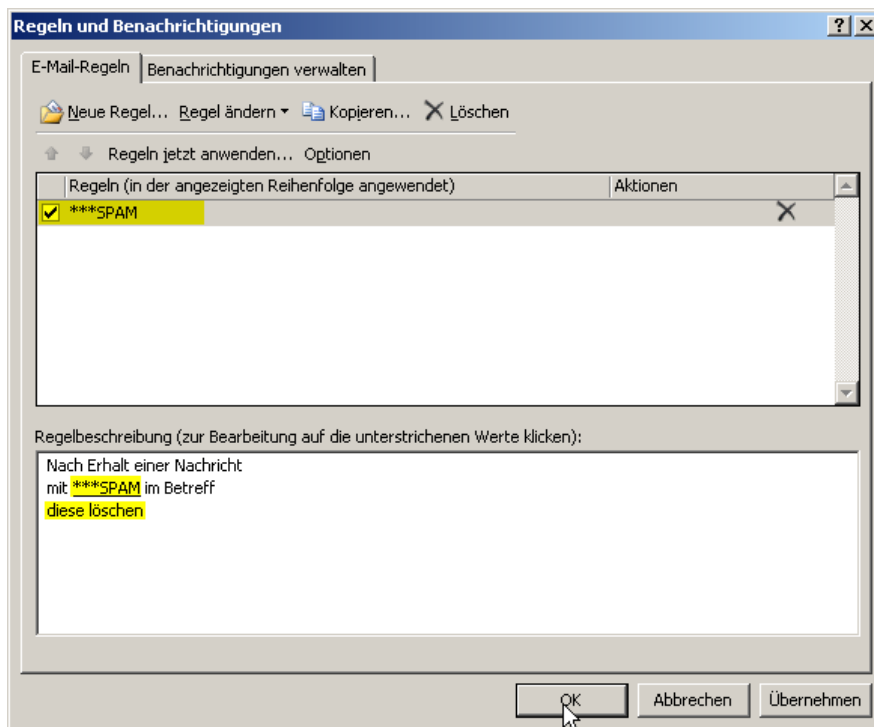 Regeln und Benachrichtigungen
E-Mail-Regeln Benachrichtigungen verwalten
Neue Regel... Regel ändern Kopieren... Löschen
Regeln jetzt anwenden... Optionen
Regeln (in der angezeigten Reihenfolge angewendet) Aktionen
***SPAM
Regelbeschreibung (zur Bearbeitung auf die unterstrichenen Werte klicken):
Nach Erhalt einer Nachricht
mit ***SPAM im Betreff
diese löschen
OK Abbrechen Übernehmen